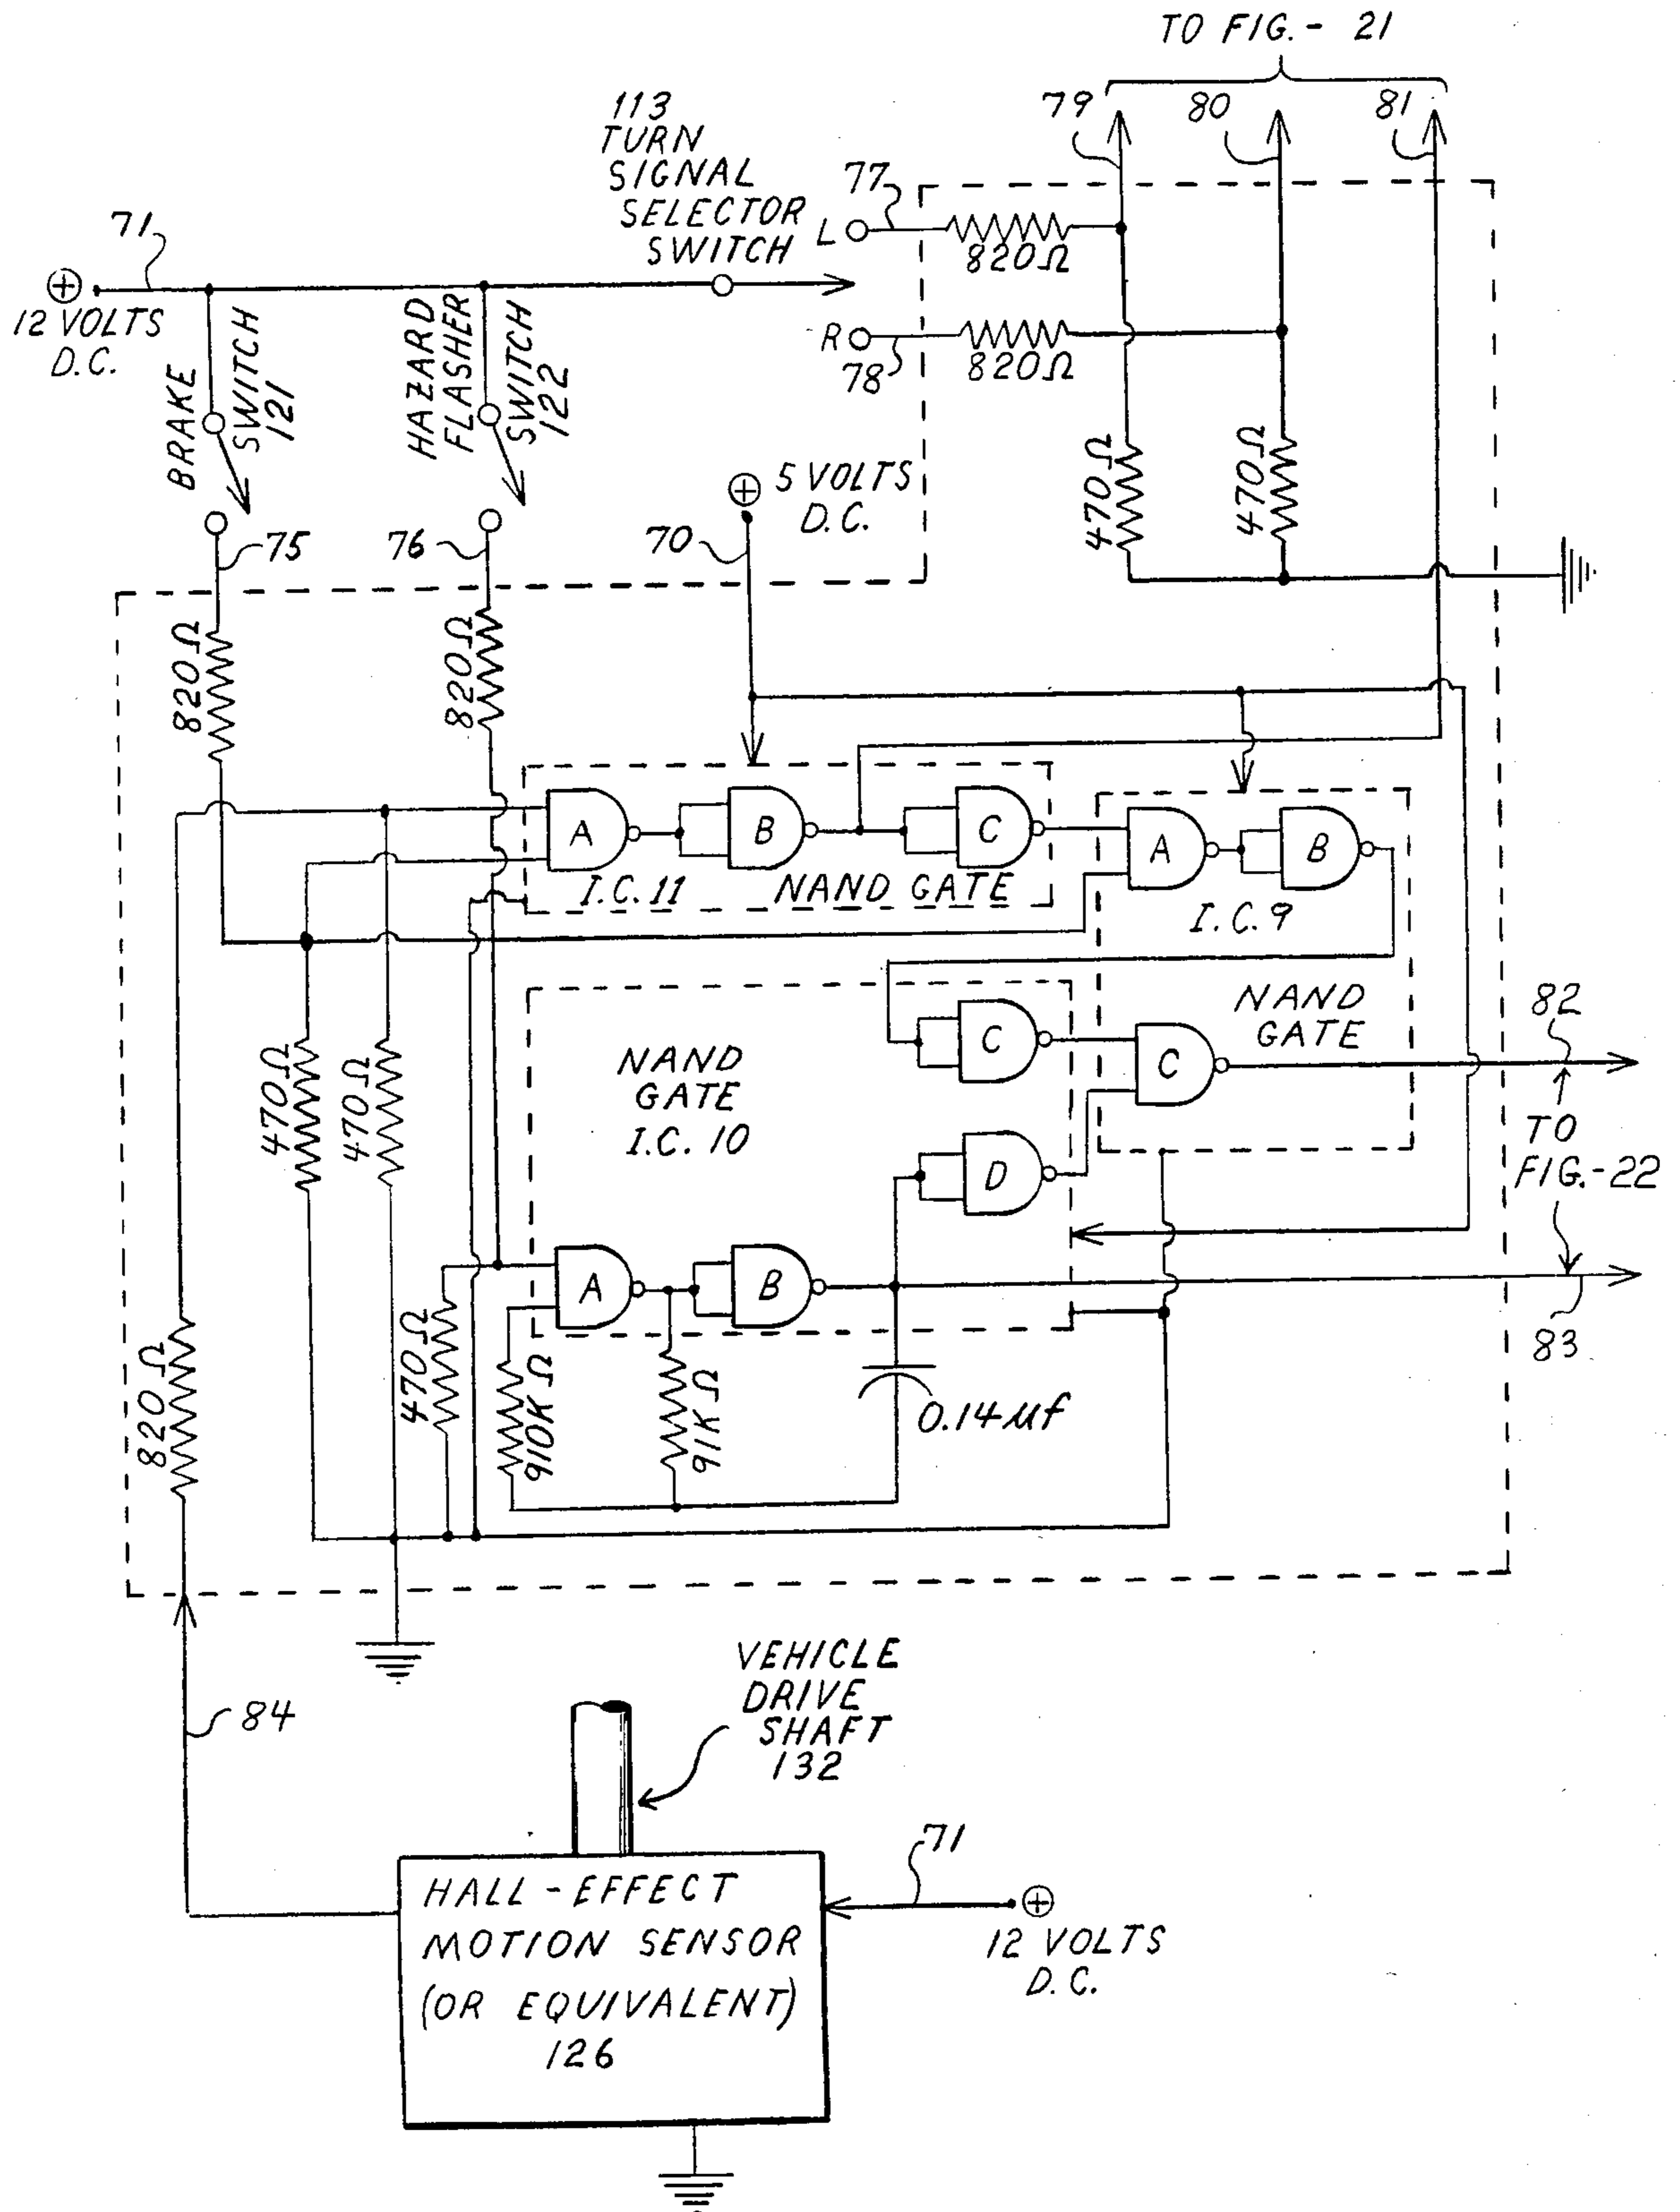 TO FIG.- 21
79
80
81
113
TURN
SIGNAL
SELECTOR
SWITCH
L
77
820Ω
R
78
820Ω
71
12 VOLTS
D.C.
BRAKE
SWITCH
121
HAZARD
FLASHER
SWITCH
122
5 VOLTS
D.C.
70
470Ω
470Ω
75
76
820Ω
820Ω
A
B
C
I.C. 11
NAND GATE
A
B
I.C. 9
NAND
GATE
C
C
D
NAND
GATE
I.C. 10
A
B
470Ω
470Ω
470Ω
910KΩ
91KΩ
0.14µf
820Ω
82
TO
FIG.-22
83
84
VEHICLE
DRIVE
SHAFT
132
71
12 VOLTS
D.C.
HALL-EFFECT
MOTION SENSOR
(OR EQUIVALENT)
126